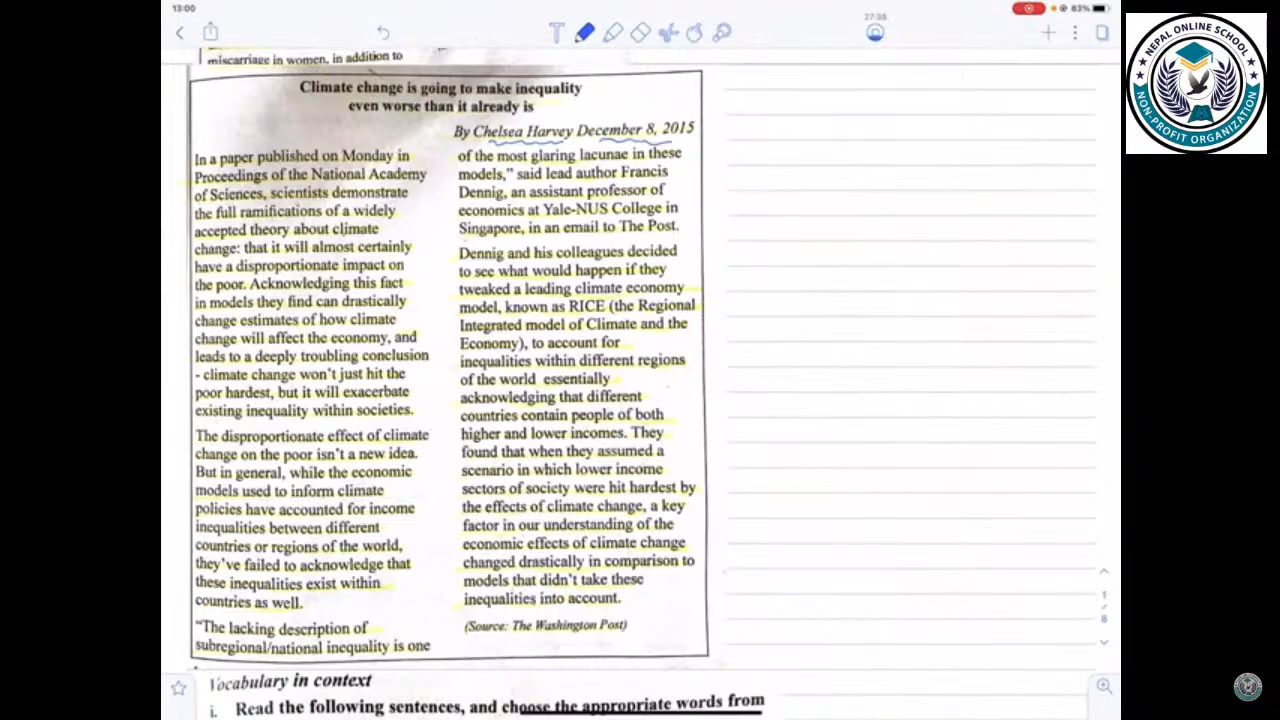 13:00
27:38
83%
miscarriage in women, in addition to
Climate change is going to make inequality
even worse than it already is
By Chelsea Harvey December 8, 2015
In a paper published on Monday in
Proceedings of the National Academy
of Sciences, scientists demonstrate
the full ramifications of a widely
accepted theory about climate
change: that it will almost certainly
have a disproportionate impact on
the poor. Acknowledging this fact
in models they find can drastically
change estimates of how climate
change will affect the economy, and
leads to a deeply troubling conclusion
- climate change won't just hit the
poor hardest, but it will exacerbate
existing inequality within societies.
The disproportionate effect of climate
change on the poor isn't a new idea.
But in general, while the economic
models used to inform climate
policies have accounted for income
inequalities between different
countries or regions of the world,
they've failed to acknowledge that
these inequalities exist within
countries as well.
"The lacking description of
subregional/national inequality is one
of the most glaring lacunae in these
models," said lead author Francis
Dennig, an assistant professor of
economics at Yale-NUS College in
Singapore, in an email to The Post.
Dennig and his colleagues decided
to see what would happen if they
tweaked a leading climate economy
model, known as RICE (the Regional
Integrated model of Climate and the
Economy), to account for
inequalities within different regions
of the world essentially
acknowledging that different
countries contain people of both
higher and lower incomes. They
found that when they assumed a
scenario in which lower income
sectors of society were hit hardest by
the effects of climate change, a key
factor in our understanding of the
economic effects of climate change
changed drastically in comparison to
models that didn't take these
inequalities into account.
(Source: The Washington Post)
Vocabulary in context
i. Read the following sentences, and choose the appropriate words from
1
/
8
NEPAL ONLINE SCHOOL
NON-PROFIT ORGANIZATION